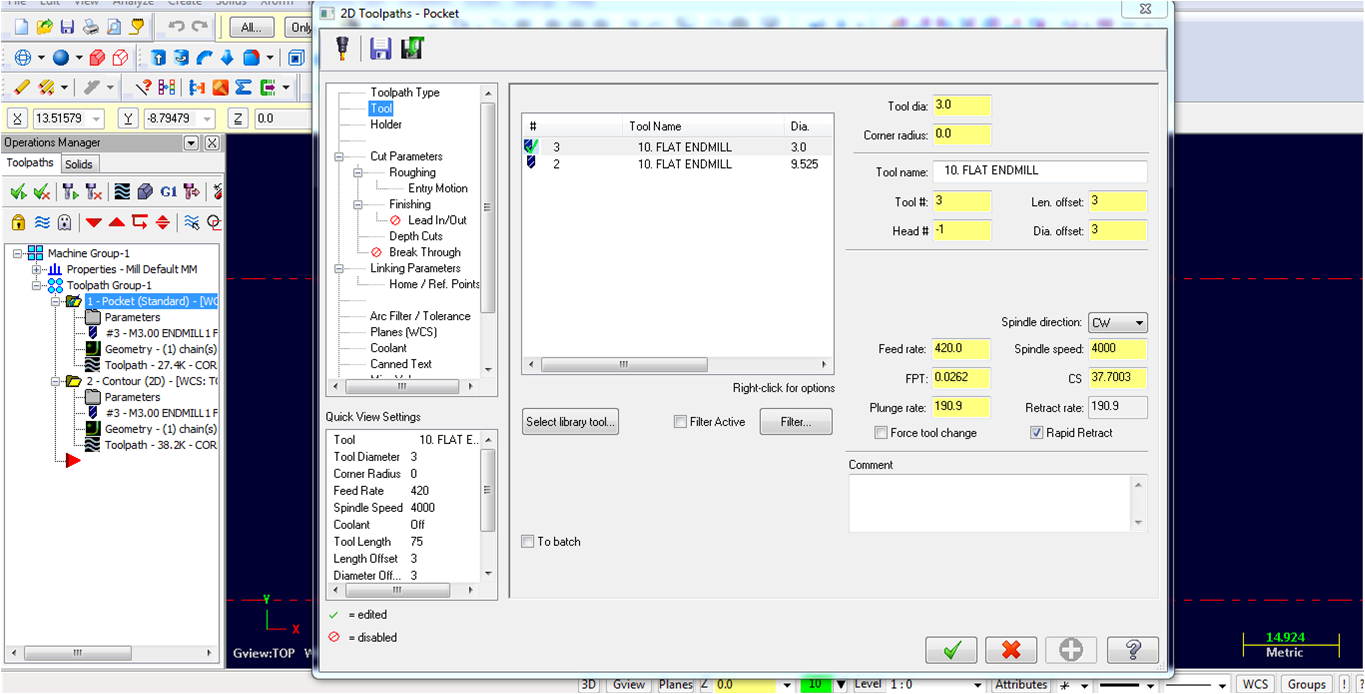 File Edit View Analyze Create Solids Xform
2D Toolpaths - Pocket
All...
Only
X 13.51579 Y -8.79479 Z 0.0
Operations Manager
Toolpaths Solids
G1
Machine Group-1
Properties - Mill Default MM
Toolpath Group-1
1 - Pocket (Standard) - [WC
Parameters
#3 - M3.00 ENDMILL1 F
Geometry - (1) chain(s)
Toolpath - 27.4K - COR
2 - Contour (2D) - [WCS: TO
Parameters
#3 - M3.00 ENDMILL1 F
Geometry - (1) chain(s)
Toolpath - 38.2K - COR
Toolpath Type
Tool
Holder
Cut Parameters
Roughing
Entry Motion
Finishing
Lead In/Out
Depth Cuts
Break Through
Linking Parameters
Home / Ref. Points
Arc Filter / Tolerance
Planes (WCS)
Coolant
Canned Text
Quick View Settings
Tool 10. FLAT E...
Tool Diameter 3
Corner Radius 0
Feed Rate 420
Spindle Speed 4000
Coolant Off
Tool Length 75
Length Offset 3
Diameter Off... 3
= edited
= disabled
# Tool Name Dia.
3 10. FLAT ENDMILL 3.0
2 10. FLAT ENDMILL 9.525
Right-click for options
Select library tool...
Filter Active
Filter...
To batch
Tool dia: 3.0
Corner radius: 0.0
Tool name: 10. FLAT ENDMILL
Tool #: 3 Len. offset: 3
Head # -1 Dia. offset: 3
Spindle direction: CW
Feed rate: 420.0 Spindle speed: 4000
FPT: 0.0262 CS 37.7003
Plunge rate: 190.9 Retract rate: 190.9
Force tool change Rapid Retract
Comment
Y
X
Gview:TOP W
14.924
Metric
3D Gview Planes Z 0.0 10 Level 1 : 0 Attributes WCS Groups ! ?